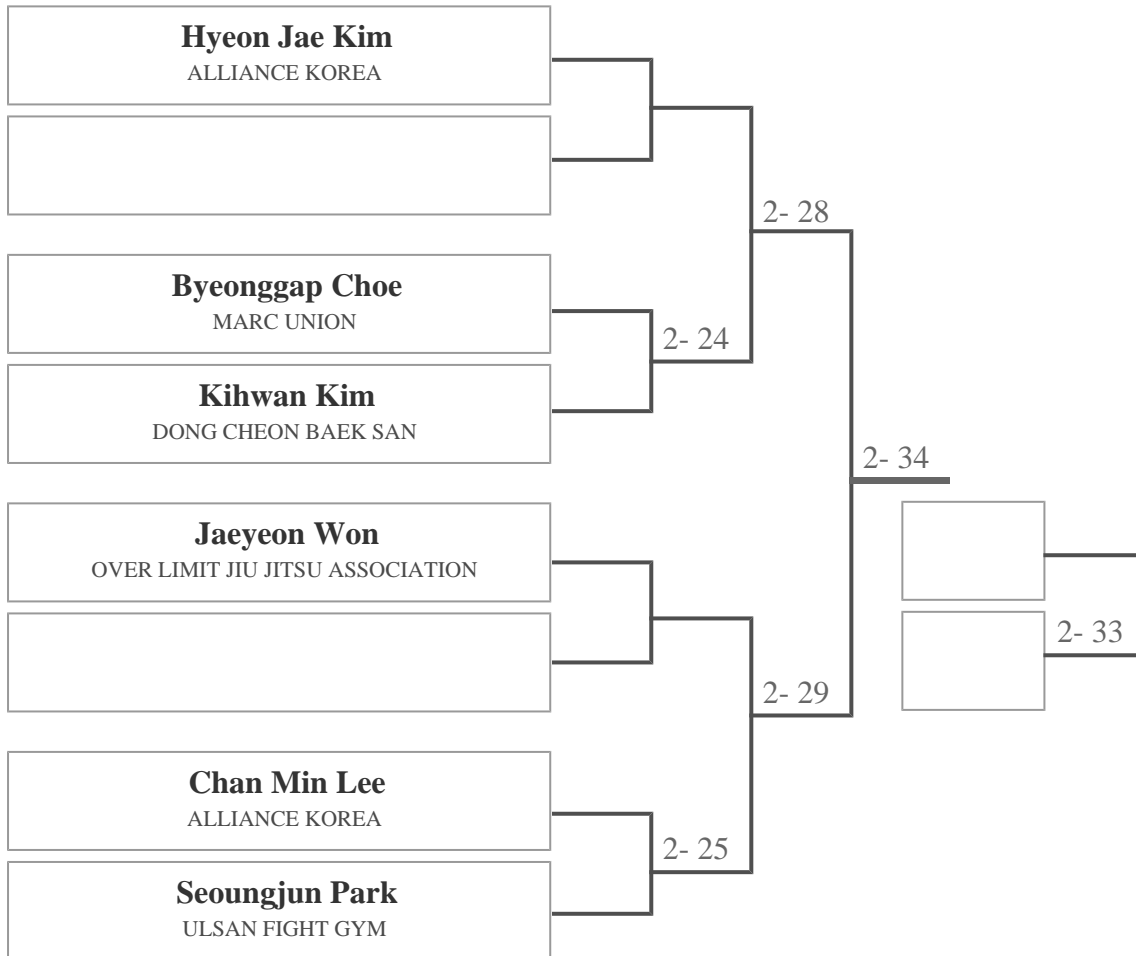 Hyeon Jae Kim
ALLIANCE KOREA
2- 28
Byeonggap Choe
MARC UNION
2- 24
Kihwan Kim
DONG CHEON BAEK SAN
2- 34
Jaeyeon Won
OVER LIMIT JIU JITSU ASSOCIATION
2- 33
2- 29
Chan Min Lee
ALLIANCE KOREA
2- 25
Seoungjun Park
ULSAN FIGHT GYM